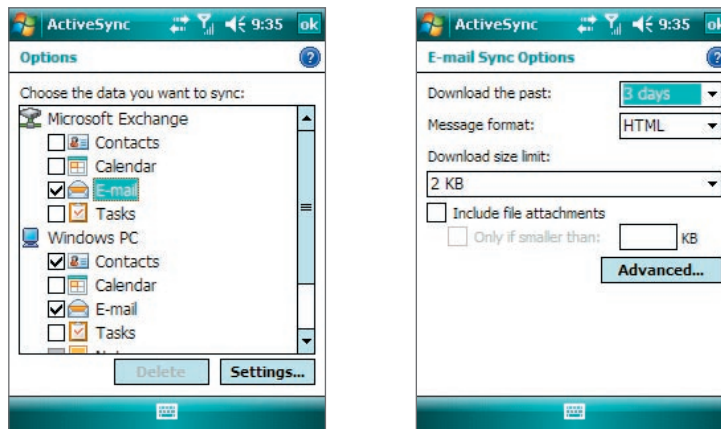 ActiveSync 9:35 ok
Options
Choose the data you want to sync:
Microsoft Exchange
Contacts
Calendar
E-mail
Tasks
Windows PC
Contacts
Calendar
E-mail
Tasks
Delete Settings...
ActiveSync 9:35 ok
E-mail Sync Options
Download the past: 3 days
Message format: HTML
Download size limit:
2 KB
Include file attachments
Only if smaller than: KB
Advanced...